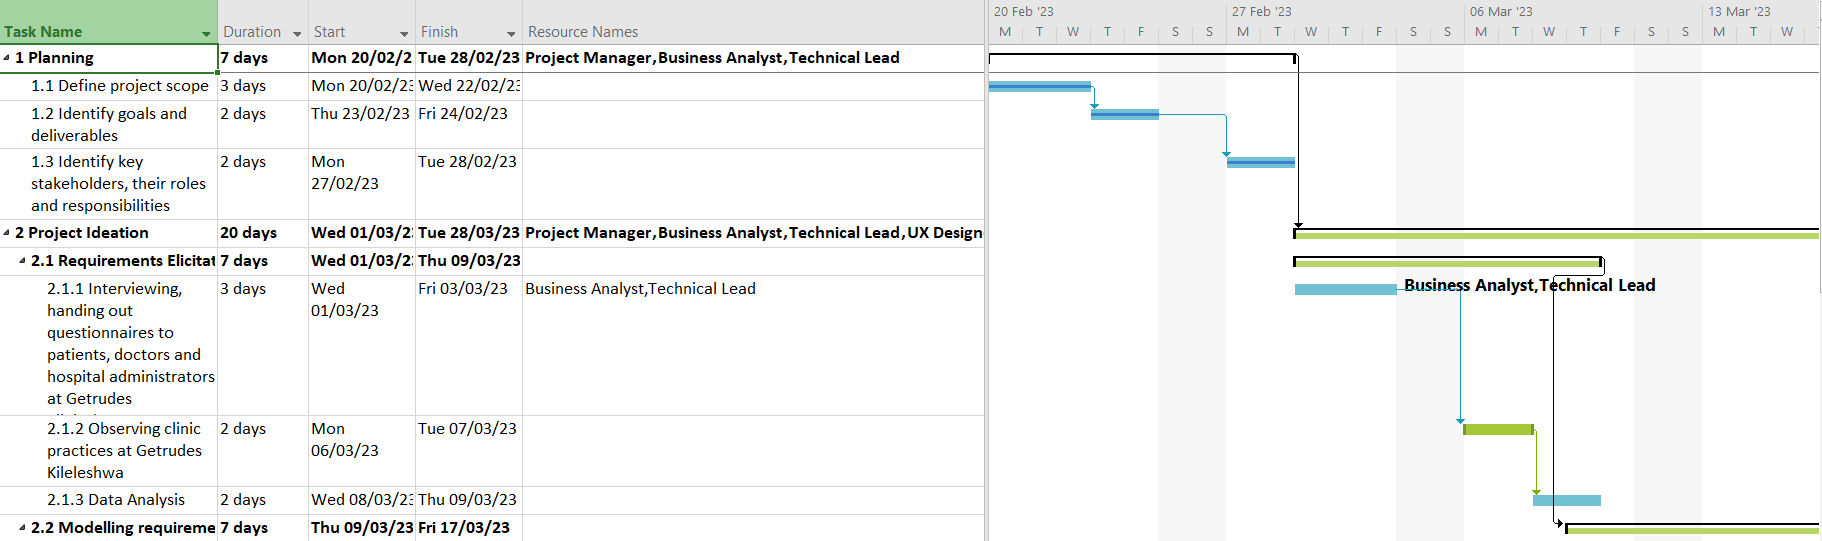 20 Feb '23 27 Feb '23 06 Mar '23 13 Mar '23
Task Name Duration Start Finish Resource Names M T W T F S S M T W T F S S M T W T F S S M T W
1 Planning 7 days Mon 20/02/2 Tue 28/02/23 Project Manager,Business Analyst,Technical Lead
1.1 Define project scope 3 days Mon 20/02/23 Wed 22/02/23
1.2 Identify goals and deliverables 2 days Thu 23/02/23 Fri 24/02/23
1.3 Identify key 2 days Mon Tue 28/02/23
stakeholders, their roles 27/02/23
and responsibilities
2 Project Ideation 20 days Wed 01/03/23 Tue 28/03/23 Project Manager,Business Analyst,Technical Lead,UX Design
2.1 Requirements Elicitat 7 days Wed 01/03/23 Thu 09/03/23
2.1.1 Interviewing, 3 days Wed Fri 03/03/23 Business Analyst,Technical Lead Business Analyst,Technical Lead
handing out 01/03/23
questionnaires to
patients, doctors and
hospital administrators
at Getrudes
2.1.2 Observing clinic 2 days Mon Tue 07/03/23
practices at Getrudes 06/03/23
Kileleshwa
2.1.3 Data Analysis 2 days Wed 08/03/23 Thu 09/03/23
2.2 Modelling requireme 7 days Thu 09/03/23 Fri 17/03/23